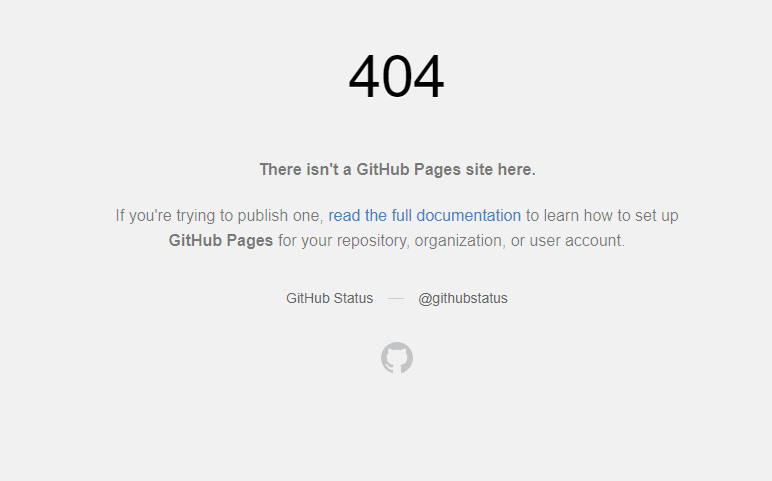 404
There isn't a GitHub Pages site here.
If you're trying to publish one, read the full documentation to learn how to set up
GitHub Pages for your repository, organization, or user account.
GitHub Status — @githubstatus